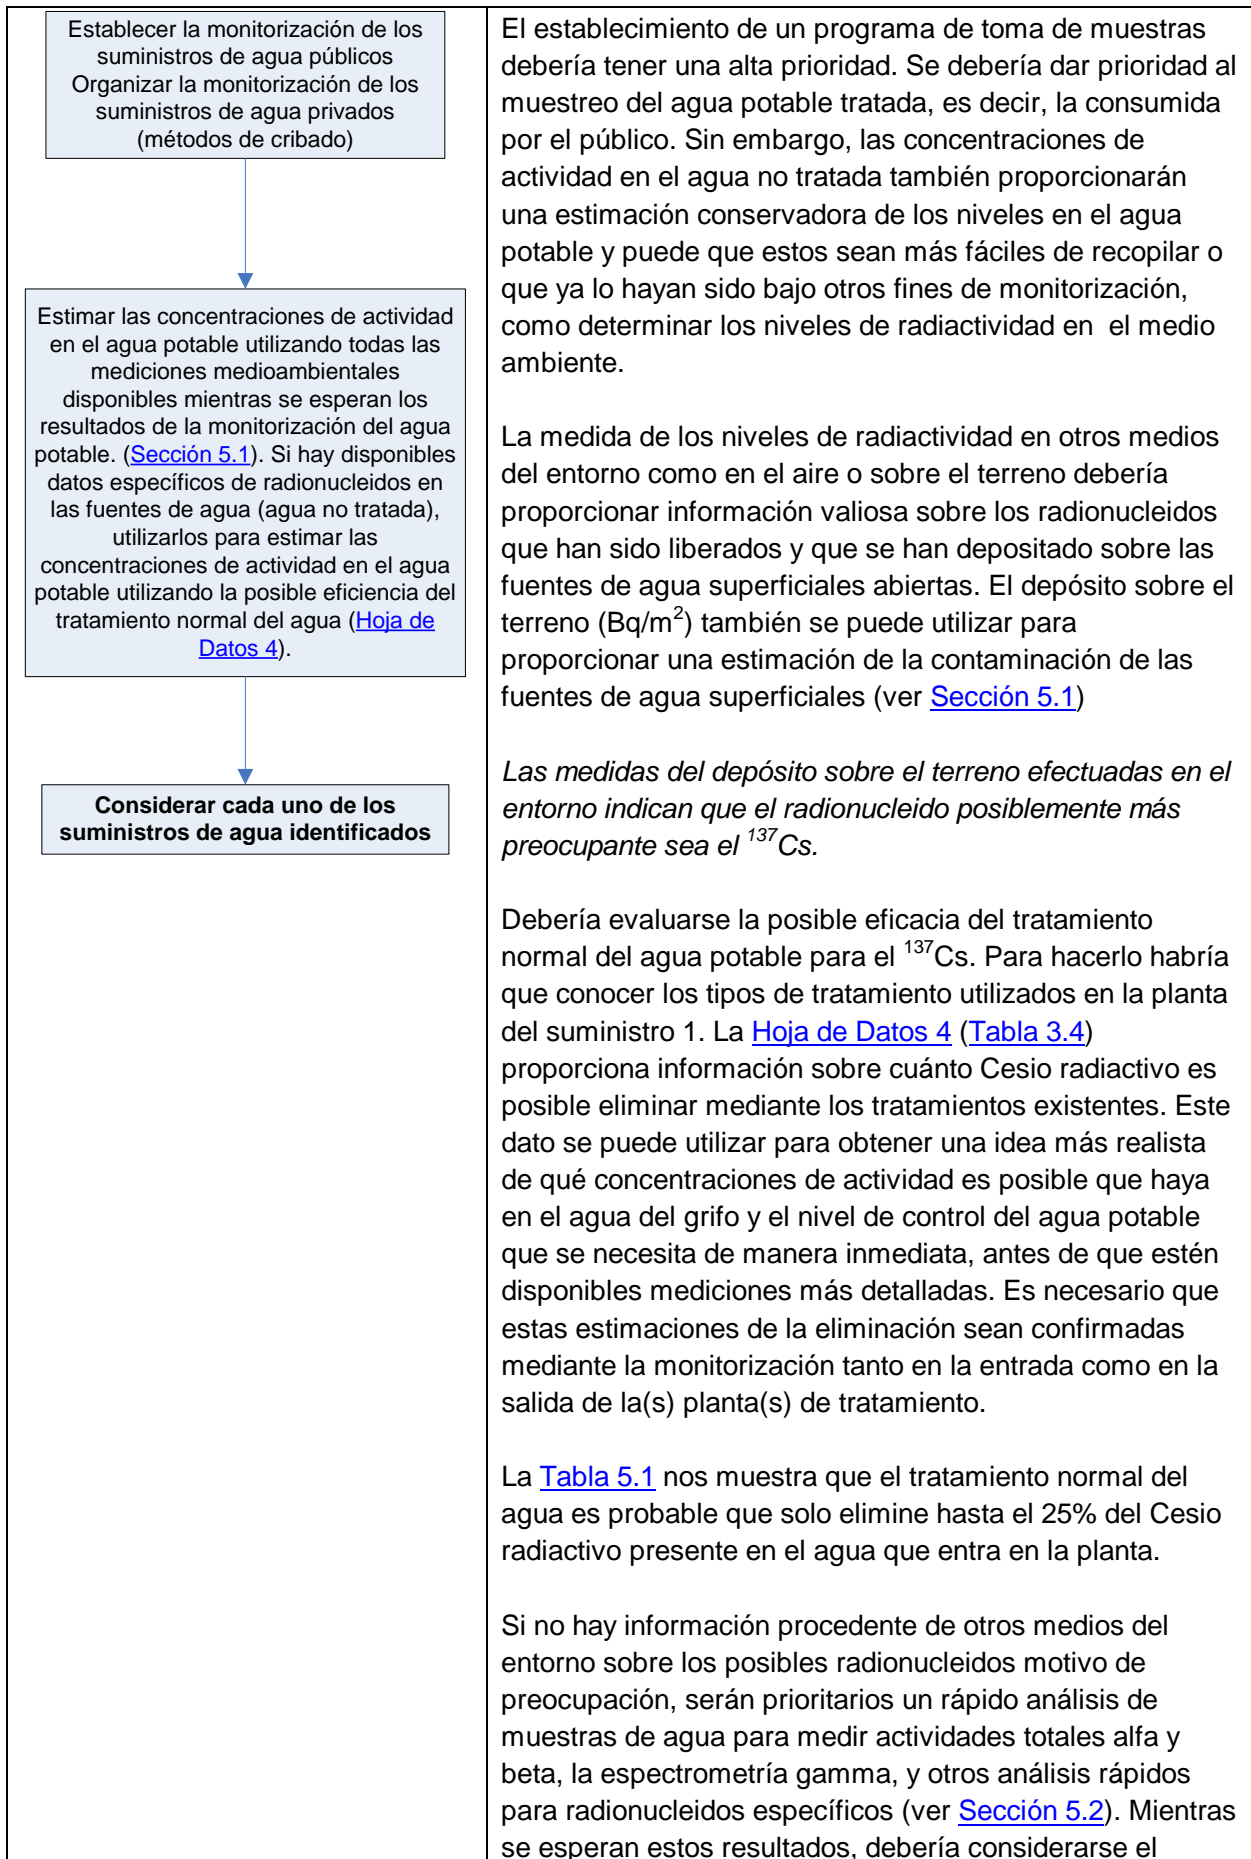 Establecer la monitorización de los
suministros de agua públicos
Organizar la monitorización de los
suministros de agua privados
(métodos de cribado)
Estimar las concentraciones de actividad
en el agua potable utilizando todas las
mediciones medioambientales
disponibles mientras se esperan los
resultados de la monitorización del agua
potable. (Sección 5.1). Si hay disponibles
datos específicos de radionucleidos en
las fuentes de agua (agua no tratada),
utilizarlos para estimar las
concentraciones de actividad en el agua
potable utilizando la posible eficiencia del
tratamiento normal del agua (Hoja de
Datos 4).
Considerar cada uno de los
suministros de agua identificados
El establecimiento de un programa de toma de muestras
debería tener una alta prioridad. Se debería dar prioridad al
muestreo del agua potable tratada, es decir, la consumida
por el público. Sin embargo, las concentraciones de
actividad en el agua no tratada también proporcionarán
una estimación conservadora de los niveles en el agua
potable y puede que estos sean más fáciles de recopilar o
que ya lo hayan sido bajo otros fines de monitorización,
como determinar los niveles de radiactividad en el medio
ambiente.
La medida de los niveles de radiactividad en otros medios
del entorno como en el aire o sobre el terreno debería
proporcionar información valiosa sobre los radionucleidos
que han sido liberados y que se han depositado sobre las
fuentes de agua superficiales abiertas. El depósito sobre el
terreno (Bq/m²) también se puede utilizar para
proporcionar una estimación de la contaminación de las
fuentes de agua superficiales (ver Sección 5.1)
Las medidas del depósito sobre el terreno efectuadas en el
entorno indican que el radionucleido posiblemente más
preocupante sea el ¹³⁷Cs.
Debería evaluarse la posible eficacia del tratamiento
normal del agua potable para el ¹³⁷Cs. Para hacerlo habría
que conocer los tipos de tratamiento utilizados en la planta
del suministro 1. La Hoja de Datos 4 (Tabla 3.4)
proporciona información sobre cuánto Cesio radiactivo es
posible eliminar mediante los tratamientos existentes. Este
dato se puede utilizar para obtener una idea más realista
de qué concentraciones de actividad es posible que haya
en el agua del grifo y el nivel de control del agua potable
que se necesita de manera inmediata, antes de que estén
disponibles mediciones más detalladas. Es necesario que
estas estimaciones de la eliminación sean confirmadas
mediante la monitorización tanto en la entrada como en la
salida de la(s) planta(s) de tratamiento.
La Tabla 5.1 nos muestra que el tratamiento normal del
agua es probable que solo elimine hasta el 25% del Cesio
radiactivo presente en el agua que entra en la planta.
Si no hay información procedente de otros medios del
entorno sobre los posibles radionucleidos motivo de
preocupación, serán prioritarios un rápido análisis de
muestras de agua para medir actividades totales alfa y
beta, la espectrometría gamma, y otros análisis rápidos
para radionucleidos específicos (ver Sección 5.2). Mientras
se esperan estos resultados, debería considerarse el